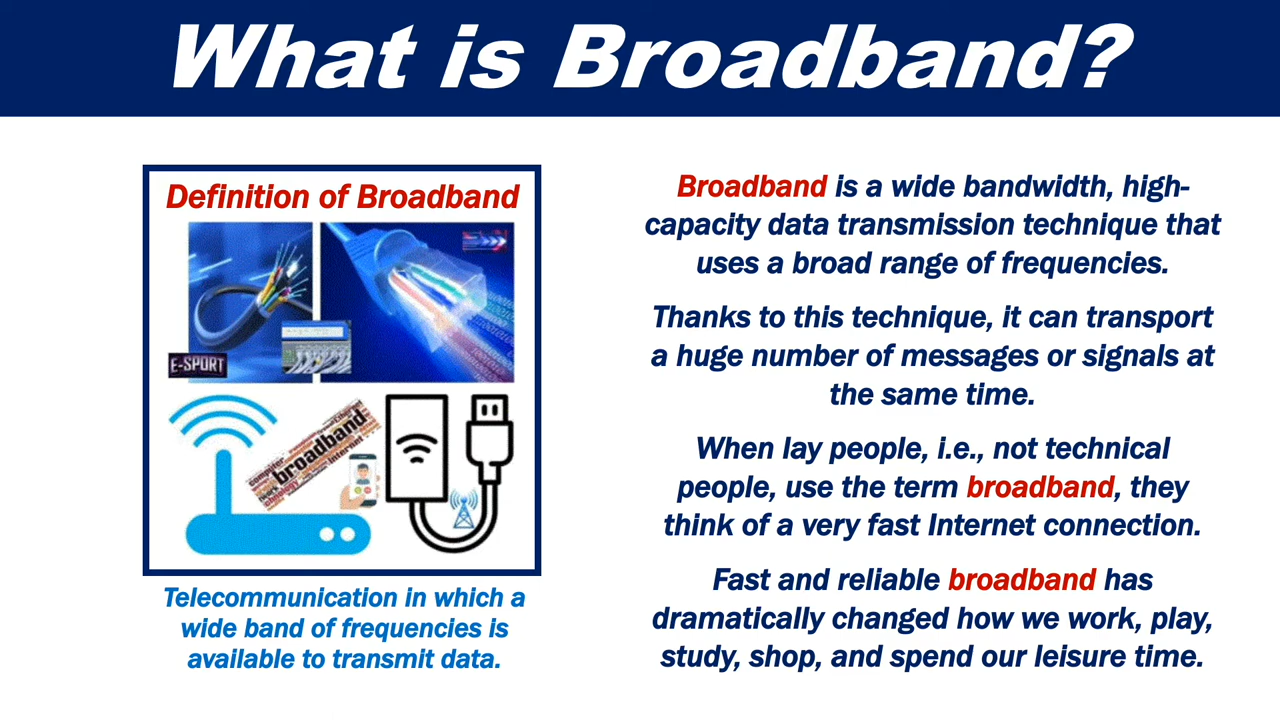 What is Broadband?
Definition of Broadband
E-SPORT
computer
broadband
internet
Telecommunication in which a
wide band of frequencies is
available to transmit data.
Broadband is a wide bandwidth, high-
capacity data transmission technique that
uses a broad range of frequencies.
Thanks to this technique, it can transport
a huge number of messages or signals at
the same time.
When lay people, i.e., not technical
people, use the term broadband, they
think of a very fast Internet connection.
Fast and reliable broadband has
dramatically changed how we work, play,
study, shop, and spend our leisure time.